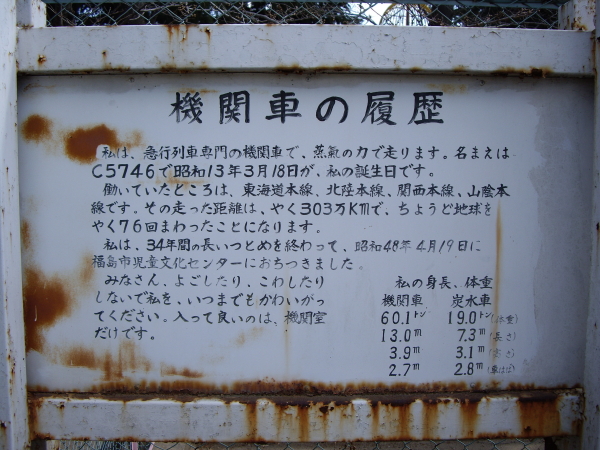 機関車の履歴
私は、急行列車専門の機関車で、蒸氣の力で走ります。名まえは
C5746で昭和13年3月18日が、私の誕生日です。
働いていたところは、東海道本線、北陸本線、関西本線、山陰本
線です。その走った距離は、やく303万Kmで、ちょうど地球を
やく76回まわったことになります。
私は、34年間の長いつとめを終わって、昭和48年4月19日に
福島市児童文化センターにおちつきました。
みなさん、よごしたり、こわしたり
しないで私を、いつまでもかわいがっ
てください。入って良いのは、機関室
だけです。
私の身長、体重
機関車 炭水車
60.1トン 19.0トン(体重)
13.0m 7.3m(長さ)
3.9m 3.1m(高さ)
2.7m 2.8m(車はば)